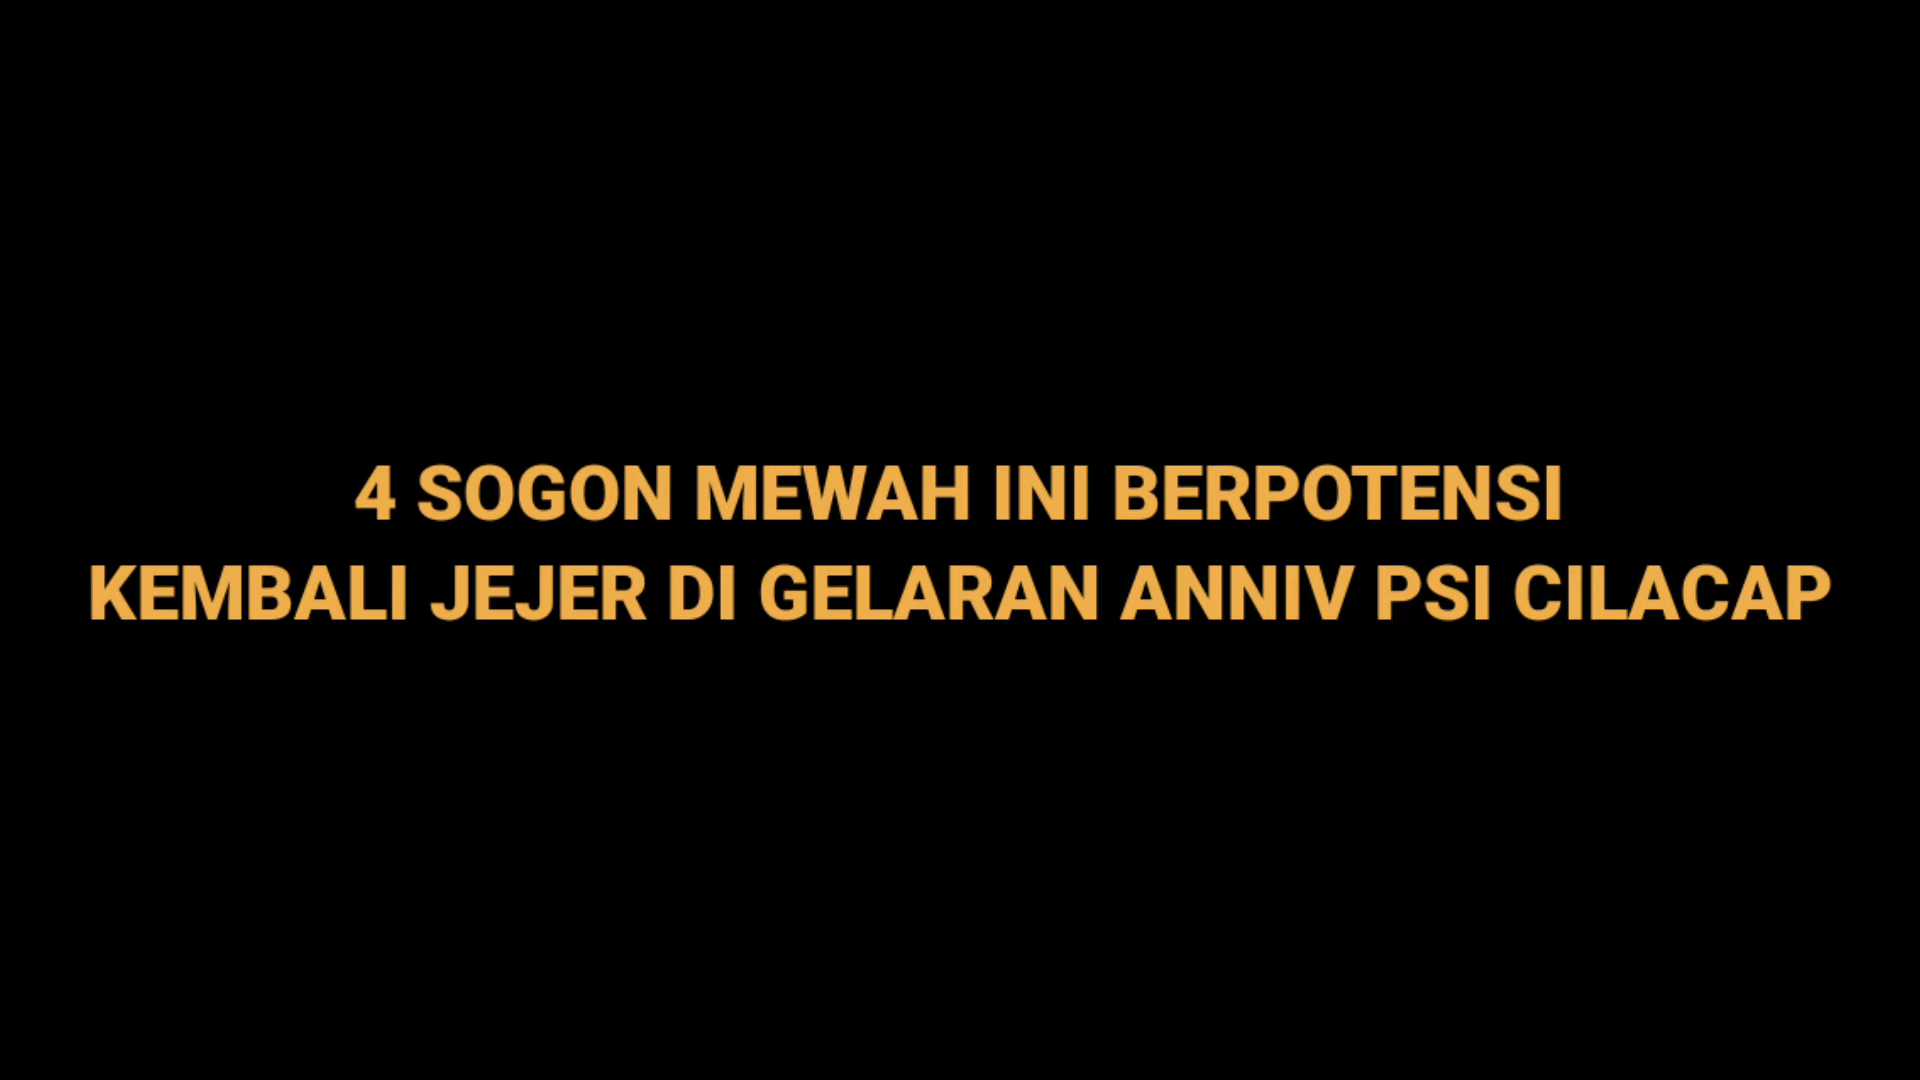 4 SOGON MEWAH INI BERPOTENSI
KEMBALI JEJER DI GELARAN ANNIV PSI CILACAP